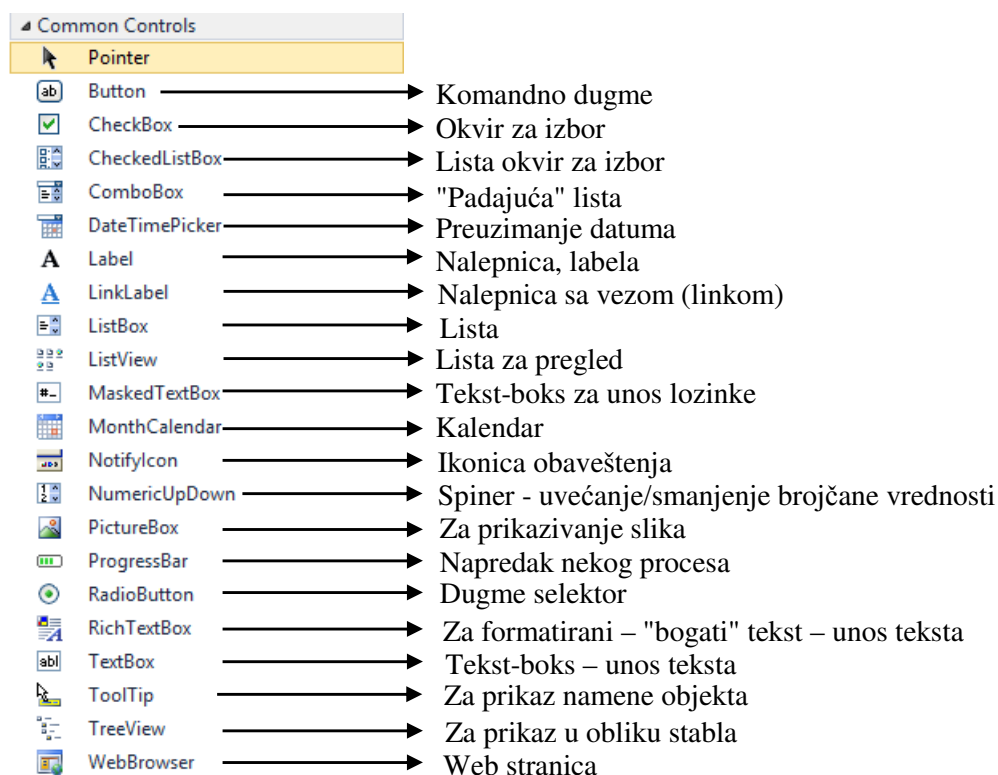 Common Controls
Pointer
Button Komandno dugme
CheckBox Okvir za izbor
CheckedListBox Lista okvir za izbor
ComboBox "Padajuća" lista
DateTimePicker Preuzimanje datuma
A Label Nalepnica, labela
A LinkLabel Nalepnica sa vezom (linkom)
ListBox Lista
ListView Lista za pregled
MaskedTextBox Tekst-boks za unos lozinke
MonthCalendar Kalendar
NotifyIcon Ikonica obaveštenja
NumericUpDown Spiner - uvećanje/smanjenje brojčane vrednosti
PictureBox Za prikazivanje slika
ProgressBar Napredak nekog procesa
RadioButton Dugme selektor
RichTextBox Za formatirani – "bogati" tekst – unos teksta
TextBox Tekst-boks – unos teksta
ToolTip Za prikaz namene objekta
TreeView Za prikaz u obliku stabla
WebBrowser Web stranica